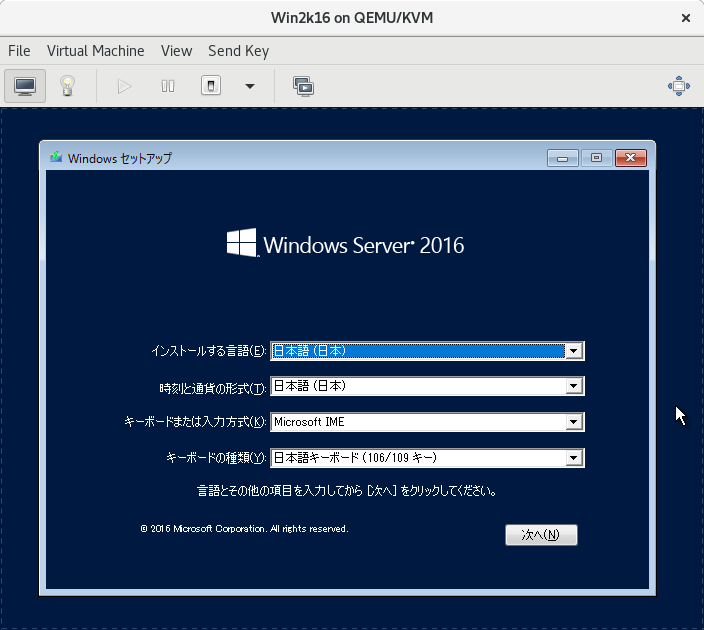 Win2k16 on QEMU/KVM
File Virtual Machine View Send Key
Windows セットアップ
Windows Server® 2016
インストールする言語(E): 日本語 (日本)
時刻と通貨の形式(T): 日本語 (日本)
キーボードまたは入力方式(K): Microsoft IME
キーボードの種類(Y): 日本語キーボード (106/109 キー)
言語とその他の項目を入力してから [次へ] をクリックしてください。
© 2016 Microsoft Corporation. All rights reserved.
次へ(N)